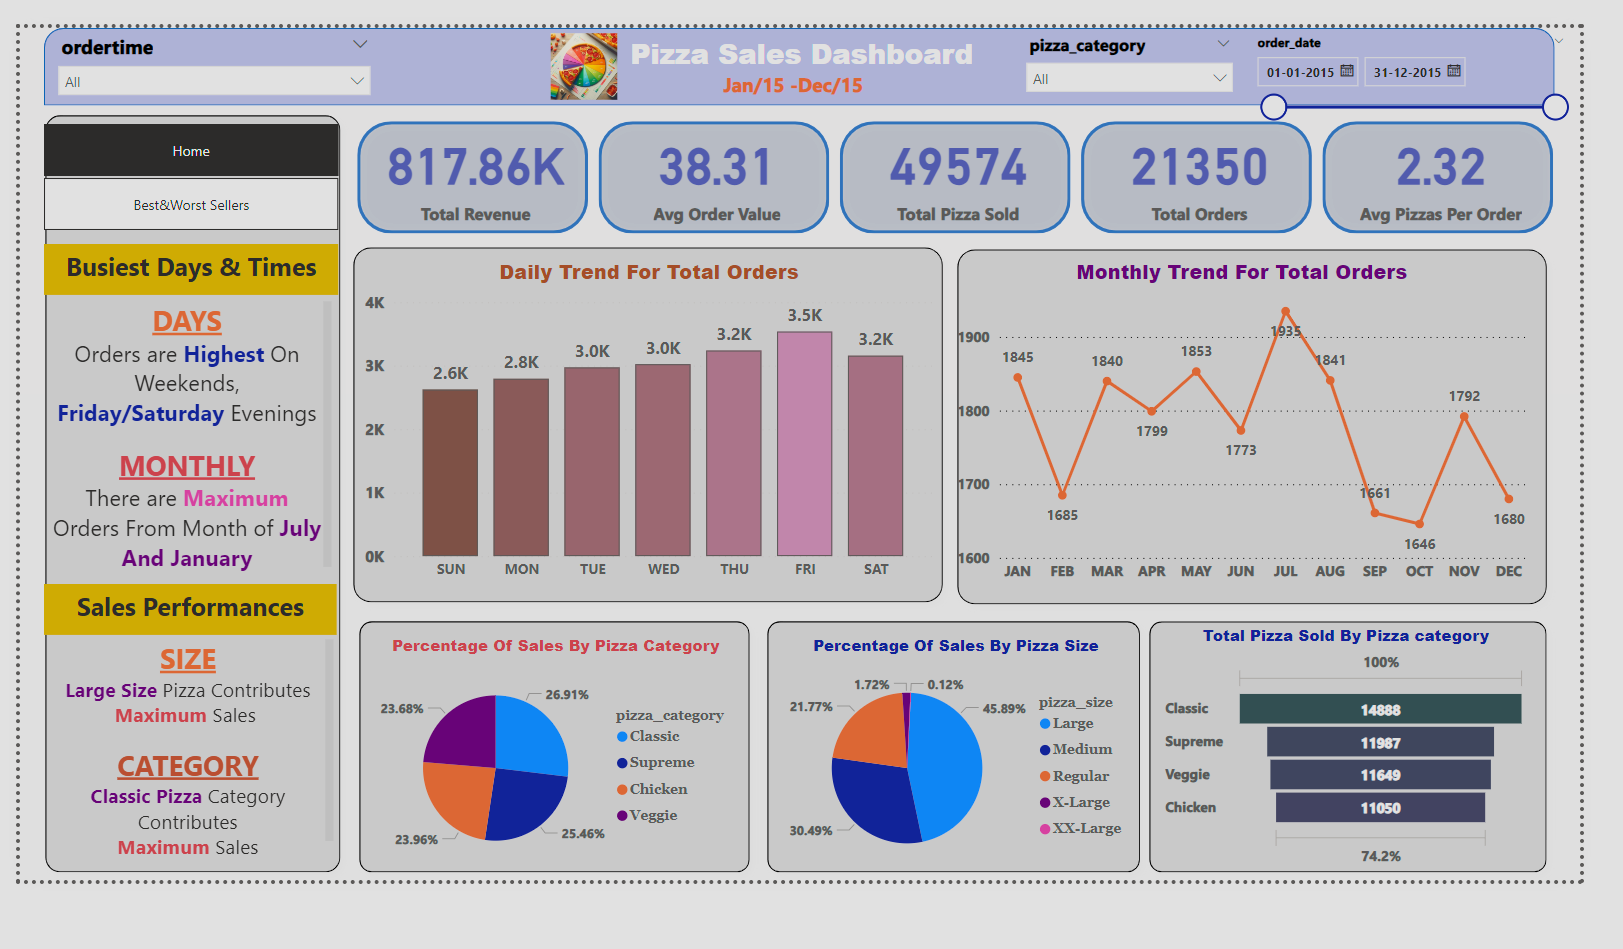 ordertime
All
Pizza Sales Dashboard
Jan/15 -Dec/15
pizza_category
All
order_date
01-01-2015
31-12-2015
Home
Best&Worst Sellers
817.86K
Total Revenue
38.31
Avg Order Value
49574
Total Pizza Sold
21350
Total Orders
2.32
Avg Pizzas Per Order
Busiest Days & Times
DAYS
Orders are Highest On
Weekends,
Friday/Saturday Evenings
MONTHLY
There are Maximum
Orders From Month of July
And January
Sales Performances
SIZE
Large Size Pizza Contributes
Maximum Sales
CATEGORY
Classic Pizza Category
Contributes
Maximum Sales
Daily Trend For Total Orders
4K
3K
2K
1K
0K
2.6K
2.8K
3.0K
3.0K
3.2K
3.5K
3.2K
SUN
MON
TUE
WED
THU
FRI
SAT
Monthly Trend For Total Orders
1900
1800
1700
1600
1845
1685
1840
1799
1853
1773
1935
1841
1661
1646
1792
1680
JAN
FEB
MAR
APR
MAY
JUN
JUL
AUG
SEP
OCT
NOV
DEC
Percentage Of Sales By Pizza Category
26.91%
25.46%
23.96%
23.68%
pizza_category
Classic
Supreme
Chicken
Veggie
Percentage Of Sales By Pizza Size
1.72%
0.12%
21.77%
45.89%
30.49%
pizza_size
Large
Medium
Regular
X-Large
XX-Large
Total Pizza Sold By Pizza category
100%
Classic
14888
Supreme
11987
Veggie
11649
Chicken
11050
74.2%